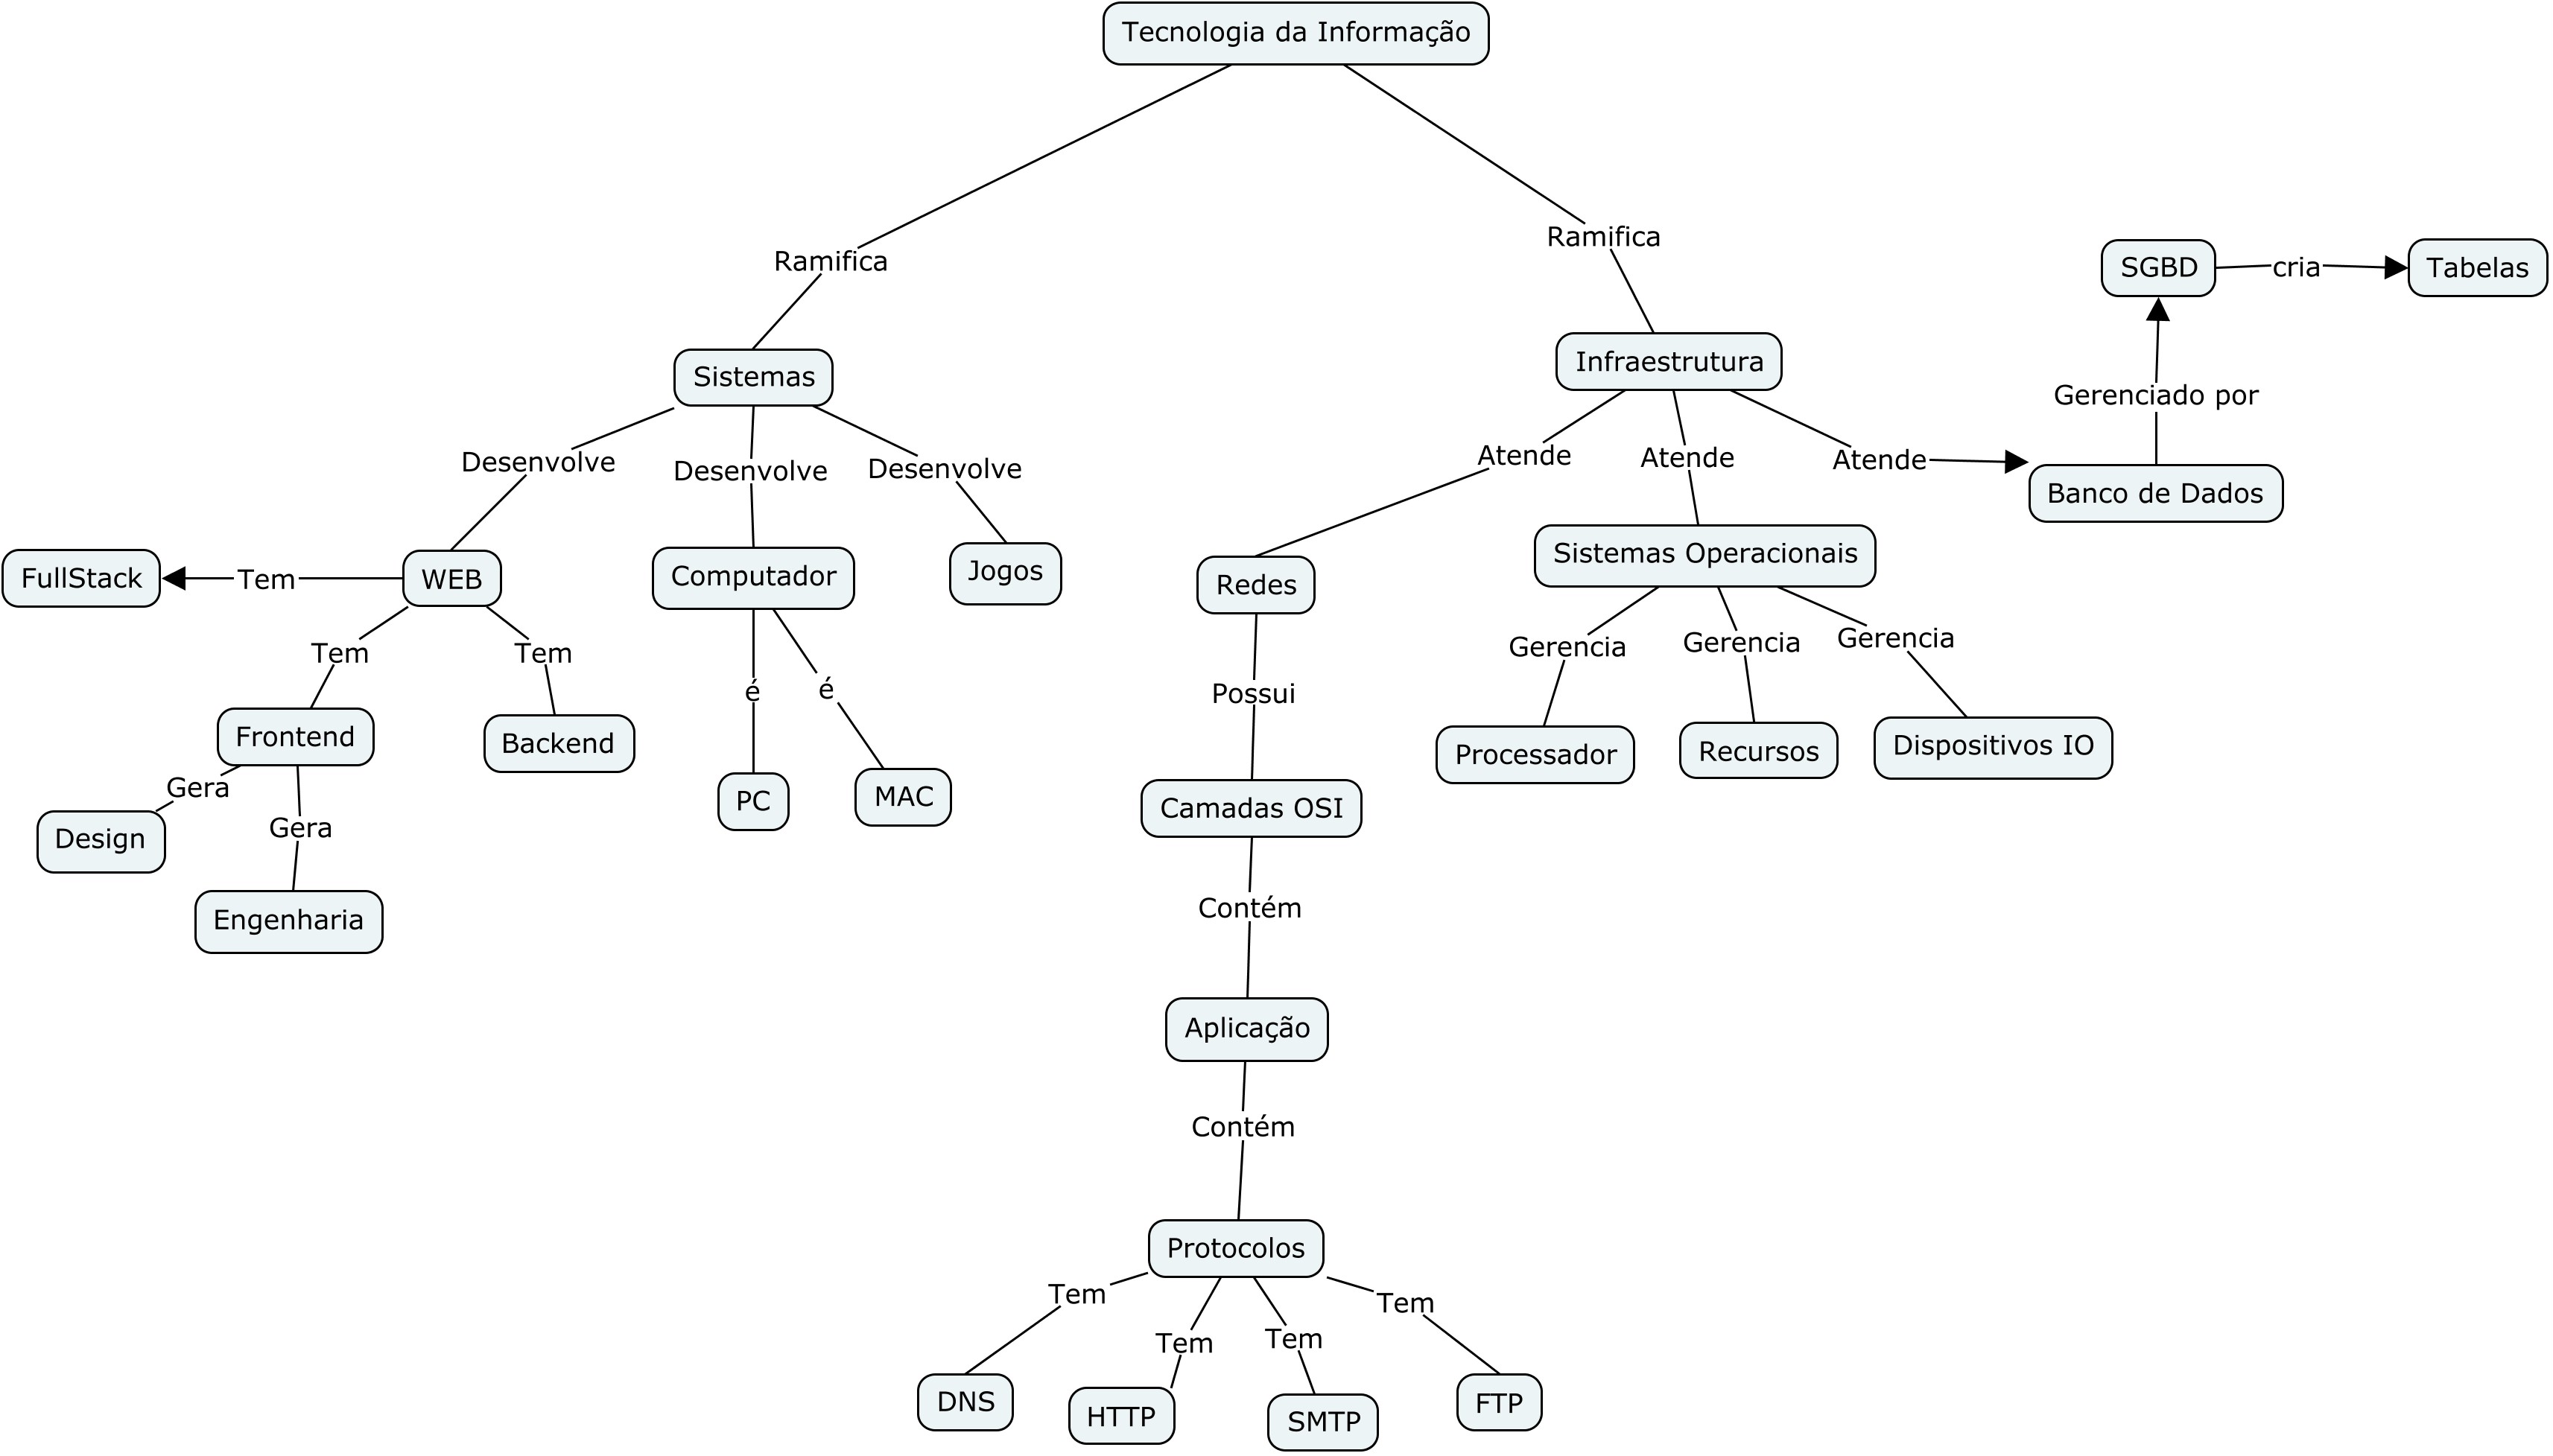 Tecnologia da Informação
Ramifica
Ramifica
SGBD
cria
Tabelas
Sistemas
Infraestrutura
Gerenciado por
Desenvolve
Desenvolve
Desenvolve
Atende
Atende
Atende
Banco de Dados
FullStack
Tem
WEB
Computador
Jogos
Redes
Sistemas Operacionais
Tem
Tem
Gerencia
Gerencia
Gerencia
é
é
Possui
Frontend
Backend
Processador
Recursos
Dispositivos IO
Gera
PC
MAC
Camadas OSI
Design
Gera
Engenharia
Contém
Aplicação
Contém
Protocolos
Tem
Tem
Tem
Tem
DNS
HTTP
SMTP
FTP